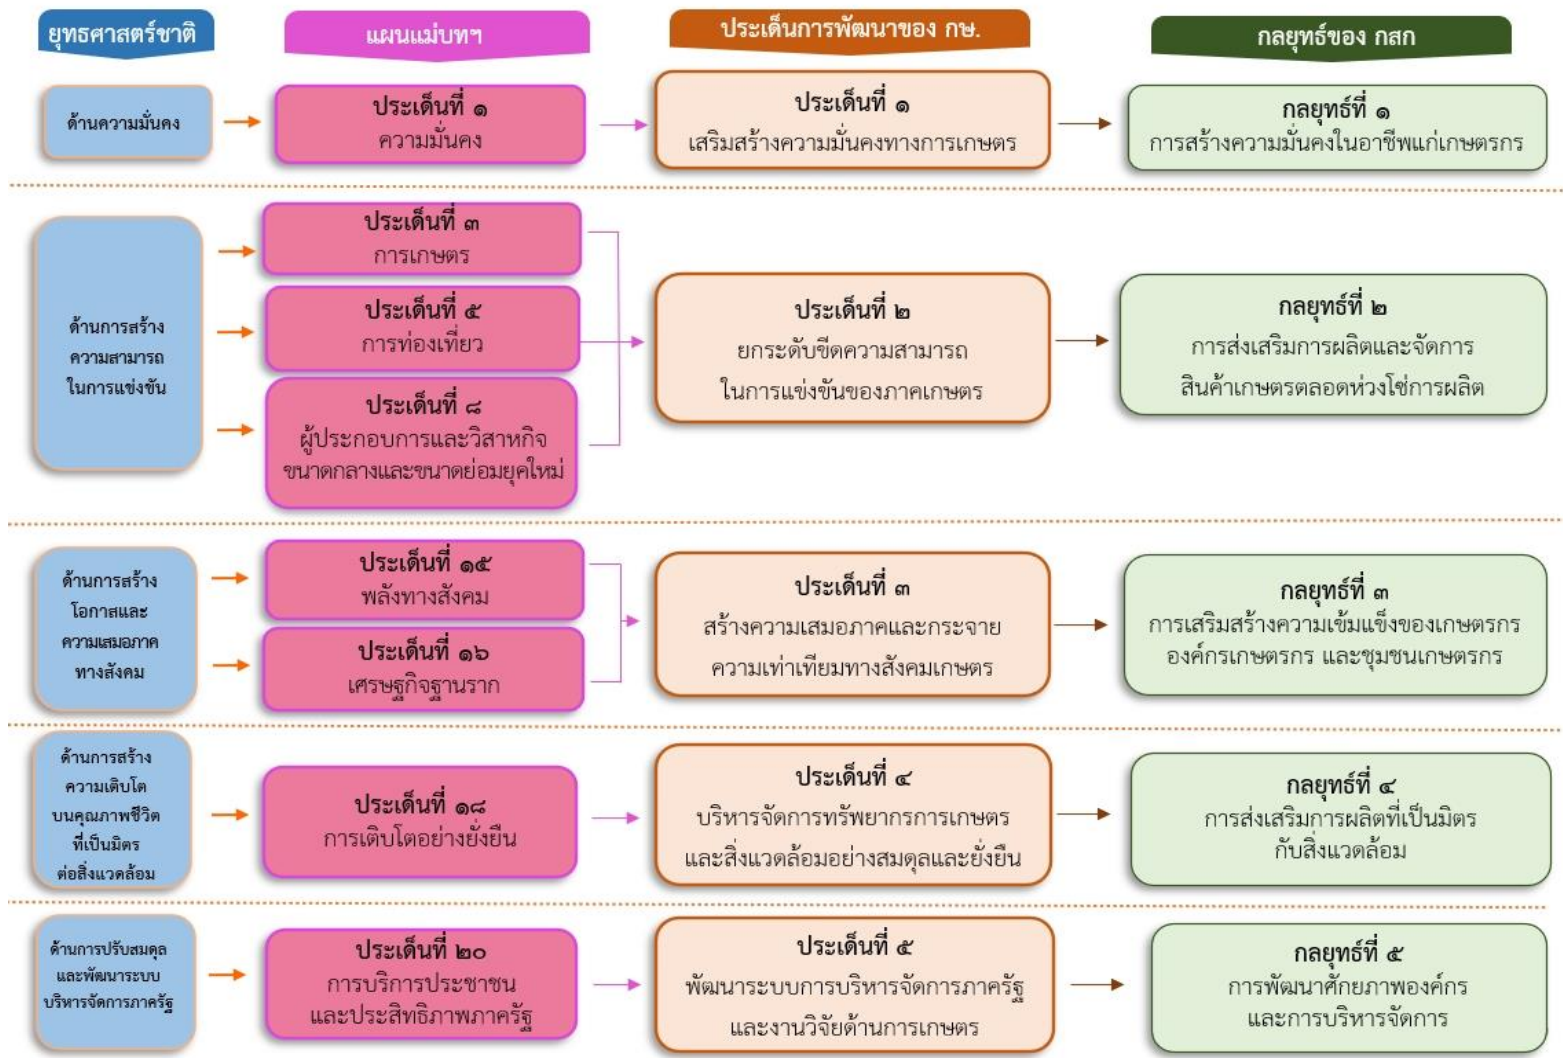 ยุทธศาสตร์ชาติ
แผนแม่บทฯ
ประเด็นการพัฒนาของ กษ.
กลยุทธ์ของ กสก
ด้านความมั่นคง
ประเด็นที่ ๑
ความมั่นคง
ประเด็นที่ ๑
เสริมสร้างความมั่นคงทางการเกษตร
กลยุทธ์ที่ ๑
การสร้างความมั่นคงในอาชีพแก่เกษตรกร
ด้านการสร้าง
ความสามารถ
ในการแข่งขัน
ประเด็นที่ ๓
การเกษตร
ประเด็นที่ ๕
การท่องเที่ยว
ประเด็นที่ ๘
ผู้ประกอบการและวิสาหกิจ
ขนาดกลางและขนาดย่อมยุคใหม่
ประเด็นที่ ๒
ยกระดับขีดความสามารถ
ในการแข่งขันของภาคเกษตร
กลยุทธ์ที่ ๒
การส่งเสริมการผลิตและจัดการ
สินค้าเกษตรตลอดห่วงโซ่การผลิต
ด้านการสร้าง
โอกาสและ
ความเสมอภาค
ทางสังคม
ประเด็นที่ ๑๕
พลังทางสังคม
ประเด็นที่ ๑๖
เศรษฐกิจฐานราก
ประเด็นที่ ๓
สร้างความเสมอภาคและกระจาย
ความเท่าเทียมทางสังคมเกษตร
กลยุทธ์ที่ ๓
การเสริมสร้างความเข้มแข็งของเกษตรกร
องค์กรเกษตรกร และชุมชนเกษตรกร
ด้านการสร้าง
ความเติบโต
บนคุณภาพชีวิต
ที่เป็นมิตร
ต่อสิ่งแวดล้อม
ประเด็นที่ ๑๘
การเติบโตอย่างยั่งยืน
ประเด็นที่ ๔
บริหารจัดการทรัพยากรการเกษตร
และสิ่งแวดล้อมอย่างสมดุลและยั่งยืน
กลยุทธ์ที่ ๔
การส่งเสริมการผลิตที่เป็นมิตร
กับสิ่งแวดล้อม
ด้านการปรับสมดุล
และพัฒนาระบบ
บริหารจัดการภาครัฐ
ประเด็นที่ ๒๐
การบริการประชาชน
และประสิทธิภาพภาครัฐ
ประเด็นที่ ๕
พัฒนาระบบการบริหารจัดการภาครัฐ
และงานวิจัยด้านการเกษตร
กลยุทธ์ที่ ๕
การพัฒนาศักยภาพองค์กร
และการบริหารจัดการ